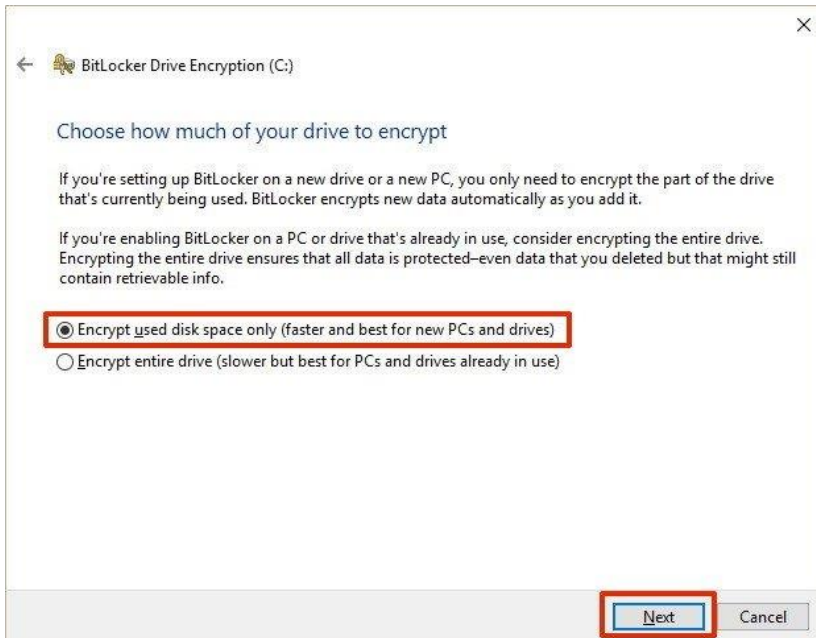 BitLocker Drive Encryption (C:)
Choose how much of your drive to encrypt
If you're setting up BitLocker on a new drive or a new PC, you only need to encrypt the part of the drive
that's currently being used. BitLocker encrypts new data automatically as you add it.
If you're enabling BitLocker on a PC or drive that's already in use, consider encrypting the entire drive.
Encrypting the entire drive ensures that all data is protected–even data that you deleted but that might still
contain retrievable info.
Encrypt used disk space only (faster and best for new PCs and drives)
Encrypt entire drive (slower but best for PCs and drives already in use)
Next Cancel